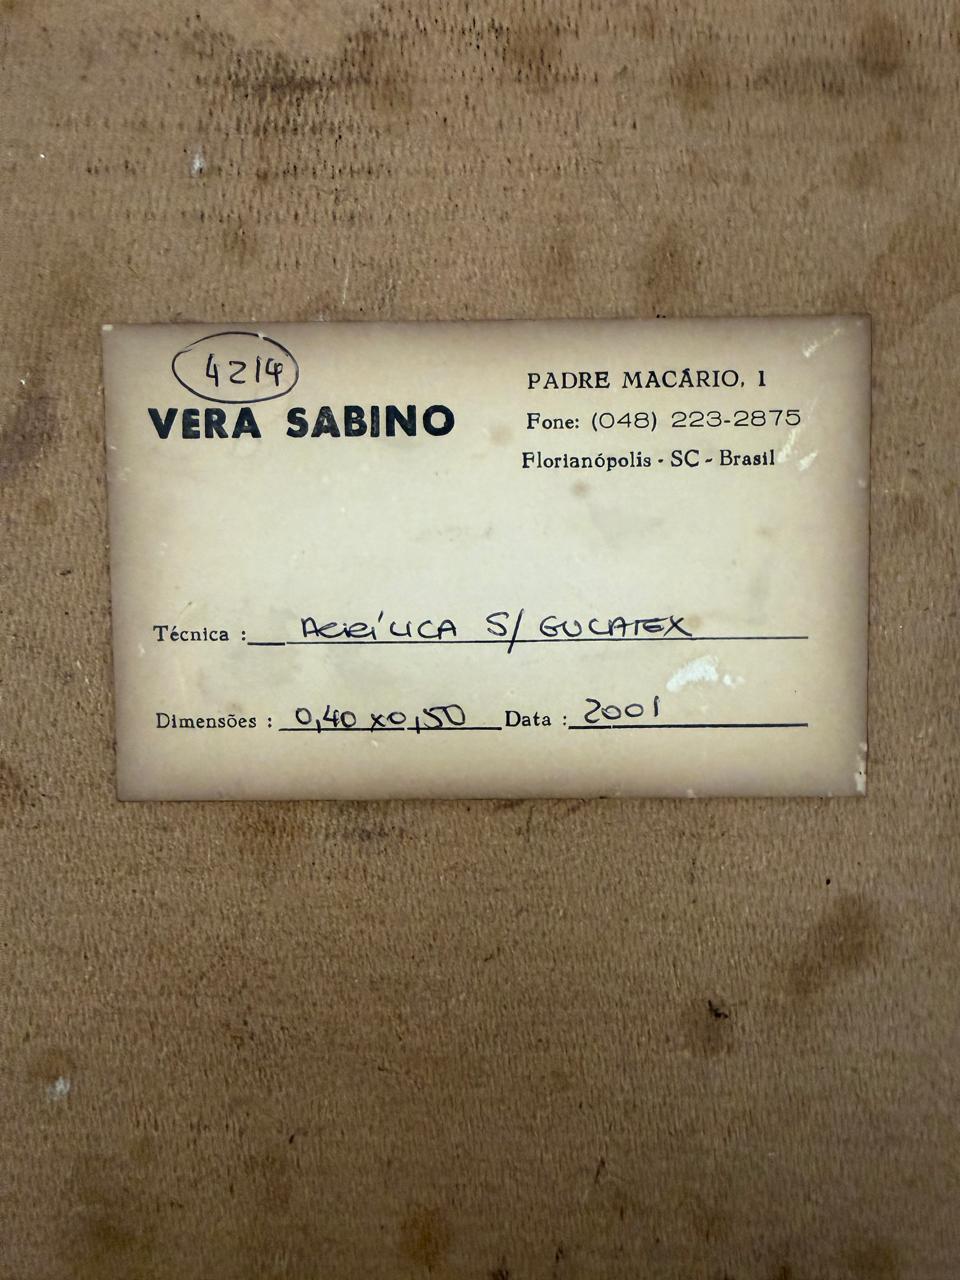 4214
VERA SABINO
PADRE MACÁRIO, 1
Fone: (048) 223-2875
Florianópolis - SC - Brasil
Técnica : ACRÍLICA S/ EUCATEX
Dimensões : 0,40 x 0,50 Data : 2001